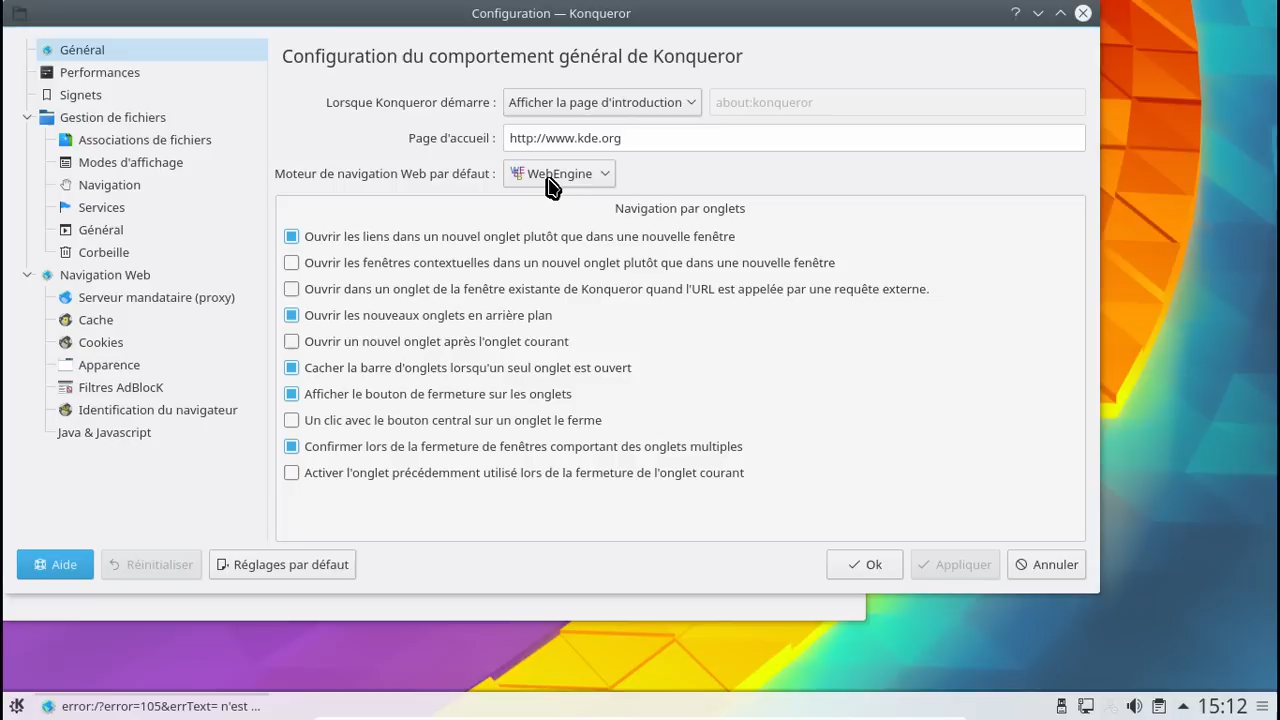 Configuration — Konqueror
Général
Performances
Signets
Gestion de fichiers
Associations de fichiers
Modes d'affichage
Navigation
Services
Général
Corbeille
Navigation Web
Serveur mandataire (proxy)
Cache
Cookies
Apparence
Filtres AdBlocK
Identification du navigateur
Java & Javascript
Configuration du comportement général de Konqueror
Lorsque Konqueror démarre : Afficher la page d'introduction about:konqueror
Page d'accueil : http://www.kde.org
Moteur de navigation Web par défaut : WebEngine
Navigation par onglets
Ouvrir les liens dans un nouvel onglet plutôt que dans une nouvelle fenêtre
Ouvrir les fenêtres contextuelles dans un nouvel onglet plutôt que dans une nouvelle fenêtre
Ouvrir dans un onglet de la fenêtre existante de Konqueror quand l'URL est appelée par une requête externe.
Ouvrir les nouveaux onglets en arrière plan
Ouvrir un nouvel onglet après l'onglet courant
Cacher la barre d'onglets lorsqu'un seul onglet est ouvert
Afficher le bouton de fermeture sur les onglets
Un clic avec le bouton central sur un onglet le ferme
Confirmer lors de la fermeture de fenêtres comportant des onglets multiples
Activer l'onglet précédemment utilisé lors de la fermeture de l'onglet courant
Aide Réinitialiser Réglages par défaut Ok Appliquer Annuler
error:/?error=105&errText= n'est ... 15:12